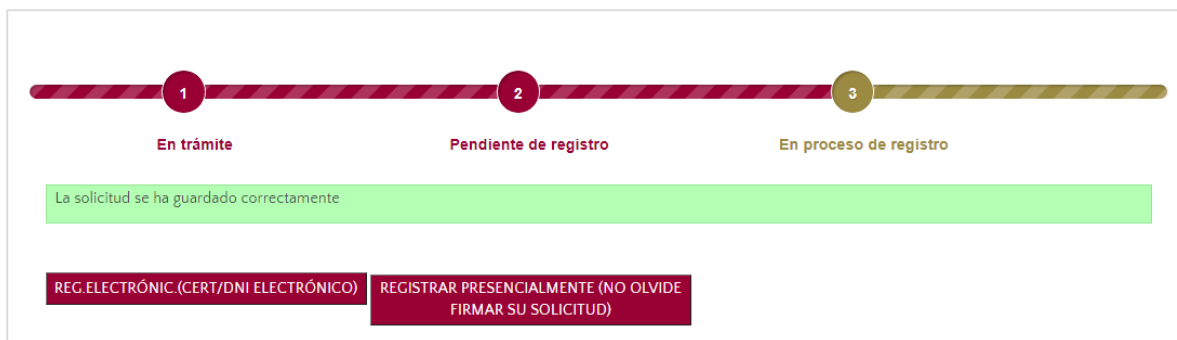 1
2
3
En trámite
Pendiente de registro
En proceso de registro
La solicitud se ha guardado correctamente
REG.ELECTRÓNIC.(CERT/DNI ELECTRÓNICO)
REGISTRAR PRESENCIALMENTE (NO OLVIDE
FIRMAR SU SOLICITUD)